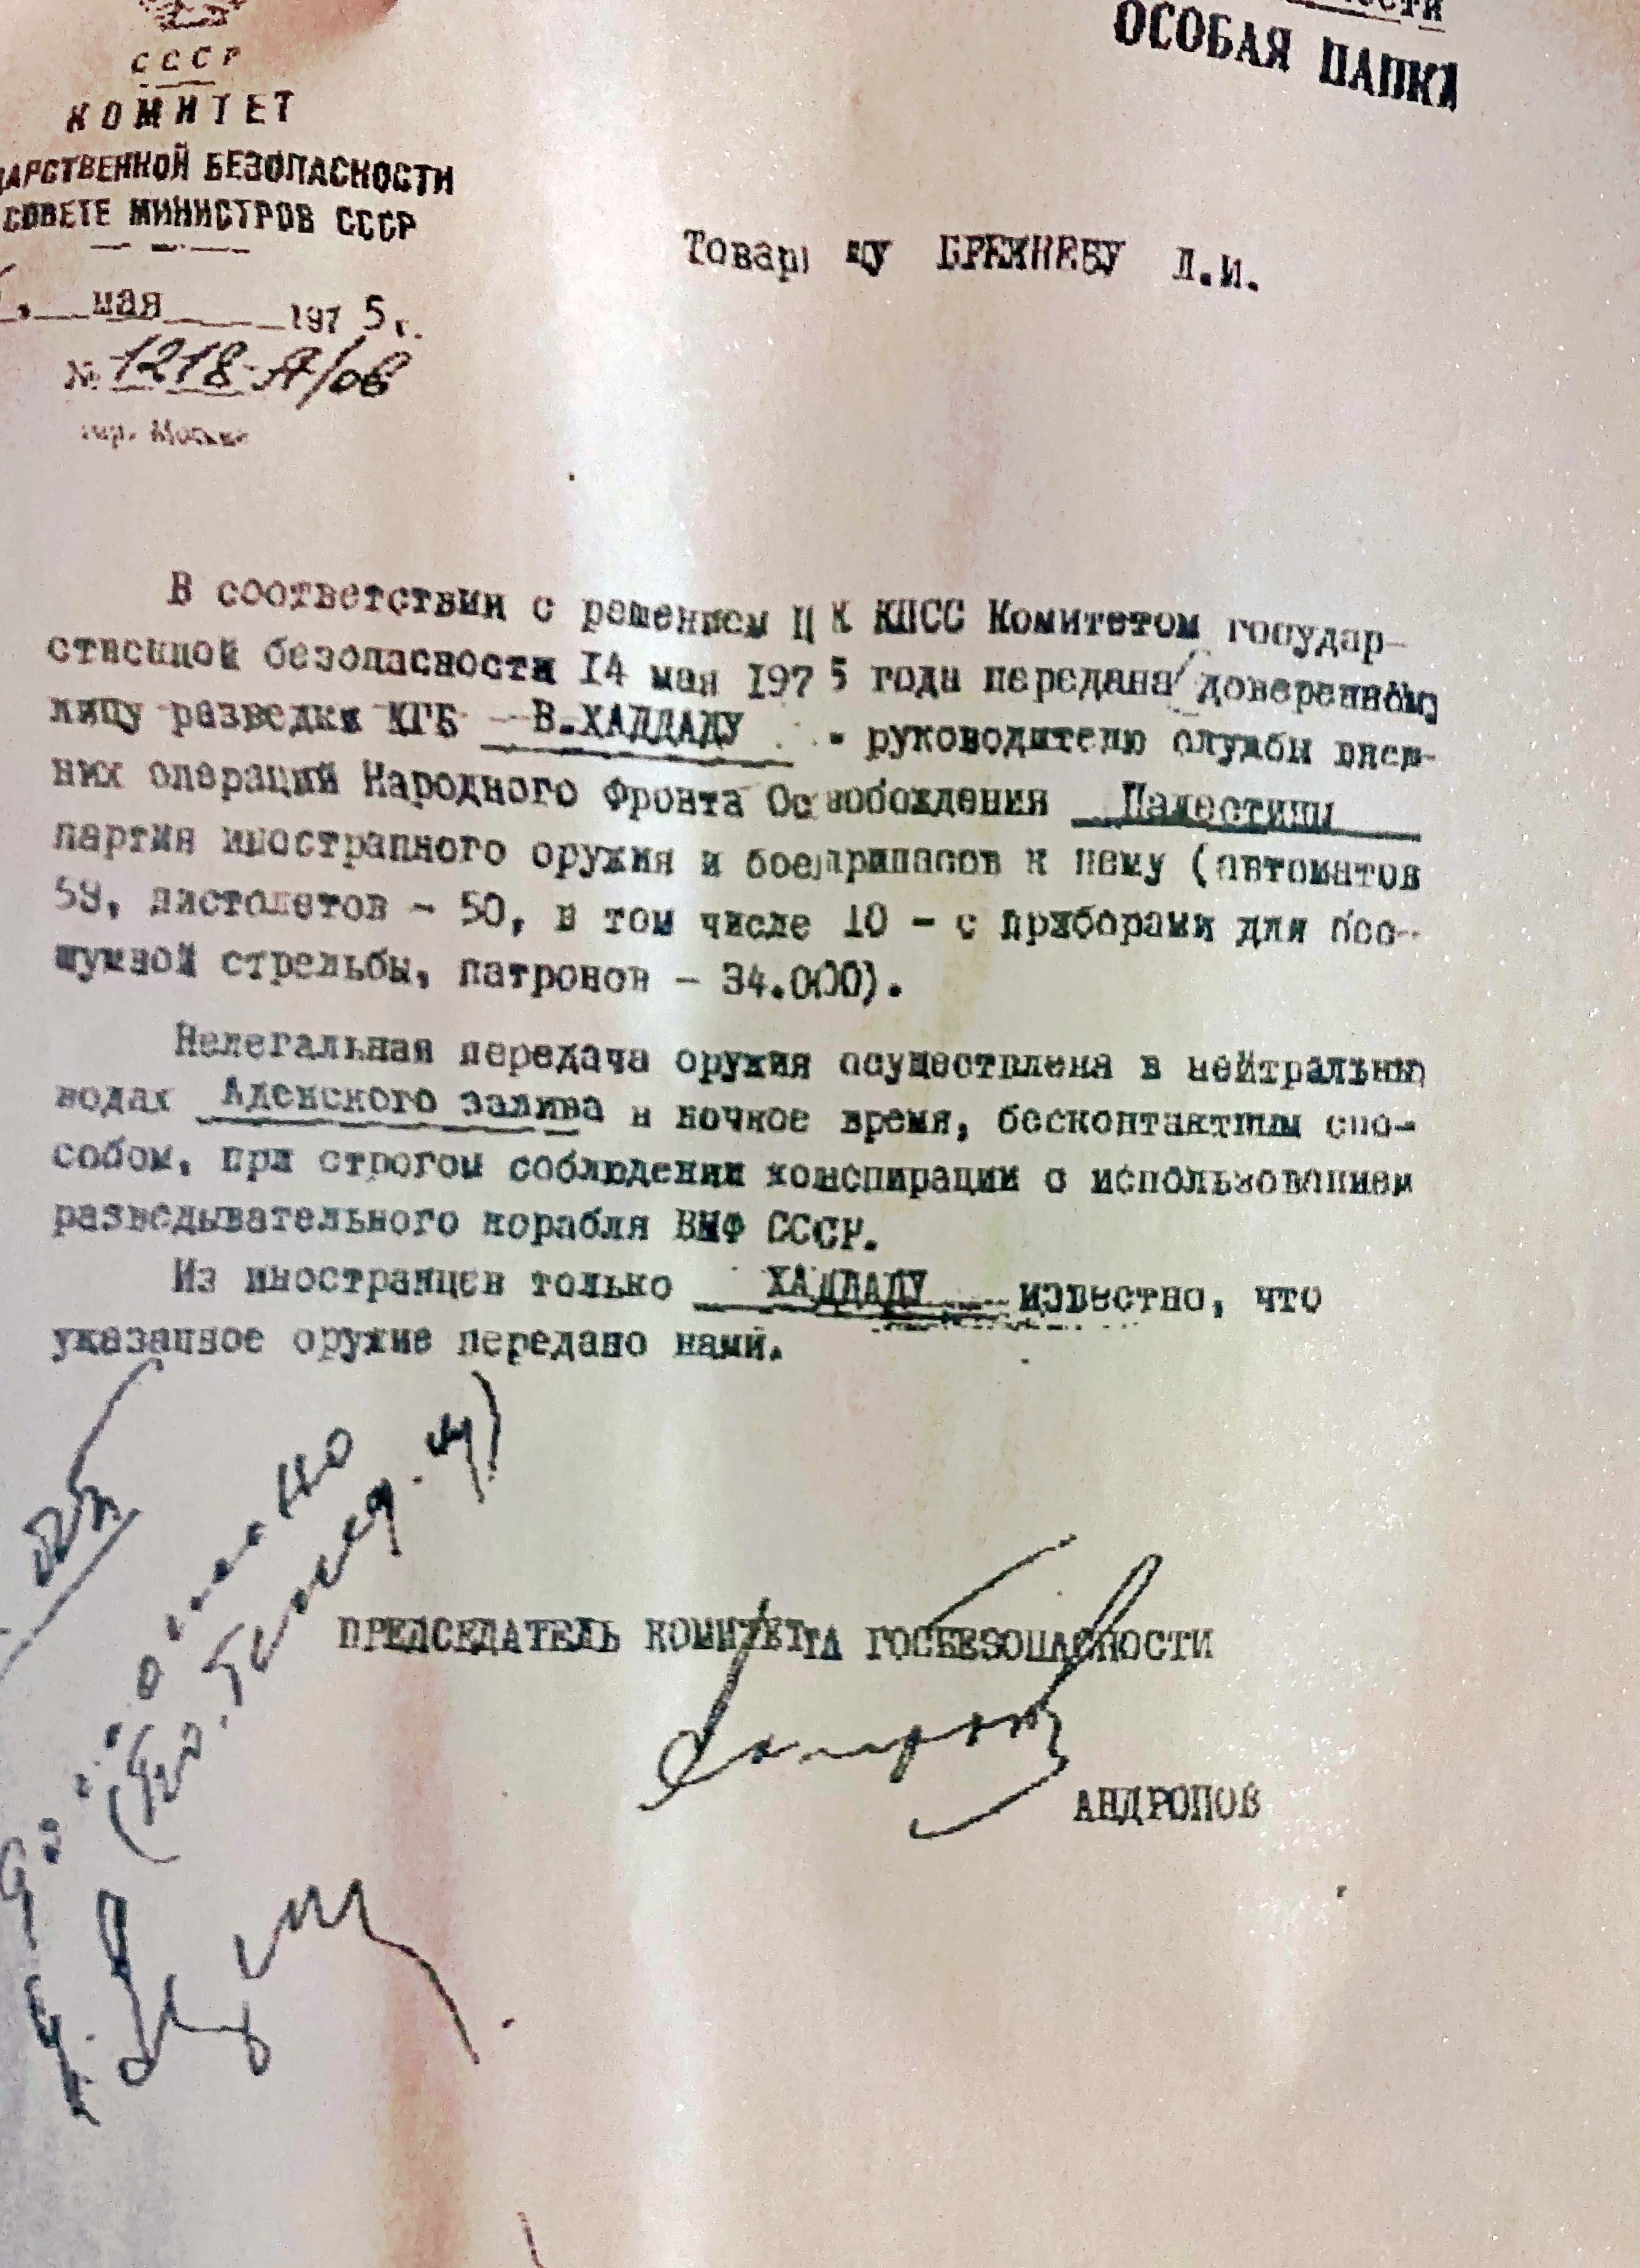 ОСОБАЯ ПАПКА
СССР
КОМИТЕТ
ДАРСТВЕННОЙ БЕЗОПАСНОСТИ
СОВЕТЕ МИНИСТРОВ СССР
мая 1975г.
№ 1218-А/ов
гор. Москва
Товарищу БРЕЖНЕВУ Л.И.
В соответствии с решением ЦК КПСС Комитетом государ-
ственной безопасности 14 мая 1975 года передана доверенному
лицу разведки КГБ В.ХАДДАДУ - руководителю службы внеш-
них операций Народного Фронта Освобождения Палестины
партия иностранного оружия и боеприпасов к нему (автоматов
53, пистолетов - 50, в том числе 10 - с приборами для бес-
шумной стрельбы, патронов - 34.000).
Нелегальная передача оружия осуществлена в нейтральных
водах Аденского залива в ночное время, бесконтактным спо-
собом, при строгом соблюдении конспирации с использованием
разведывательного корабля ВМФ СССР.
Из иностранцев только ХАДДАДУ известно, что
указанное оружие передано нами.
ПРЕДСЕДАТЕЛЬ КОМИТЕТА ГОСБЕЗОПАСНОСТИ
АНДРОПОВ